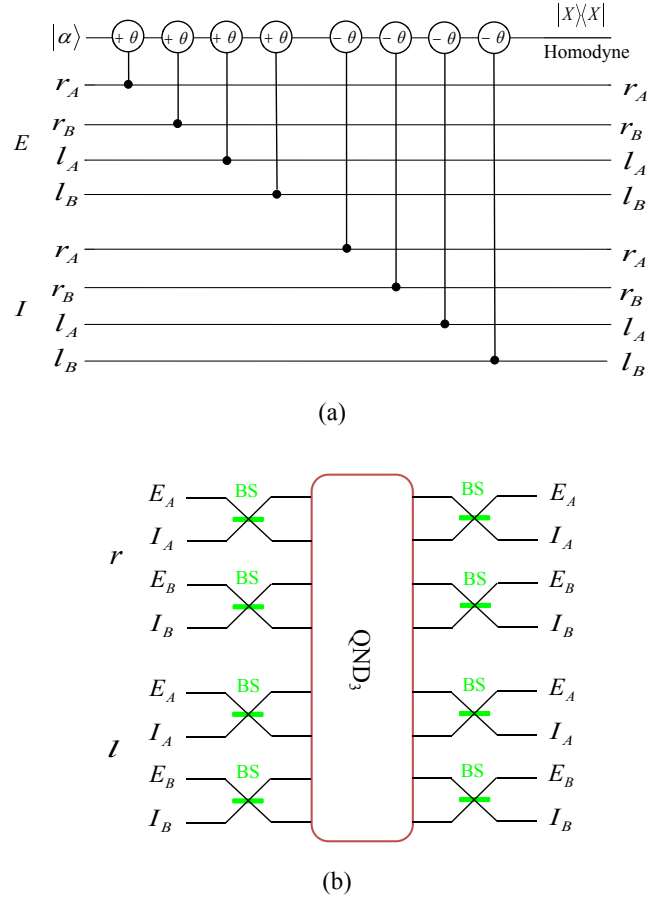 |α⟩ + θ + θ + θ + θ − θ − θ − θ − θ |X⟩⟨X|
Homodyne
r_A r_A
r_B r_B
E
l_A l_A
l_B l_B
r_A r_A
r_B r_B
I
l_A l_A
l_B l_B
(a)
BS BS
E_A E_A
I_A I_A
r
BS BS
E_B E_B
I_B I_B
QND_3
BS BS
E_A E_A
l
I_A I_A
BS BS
E_B E_B
I_B I_B
(b)